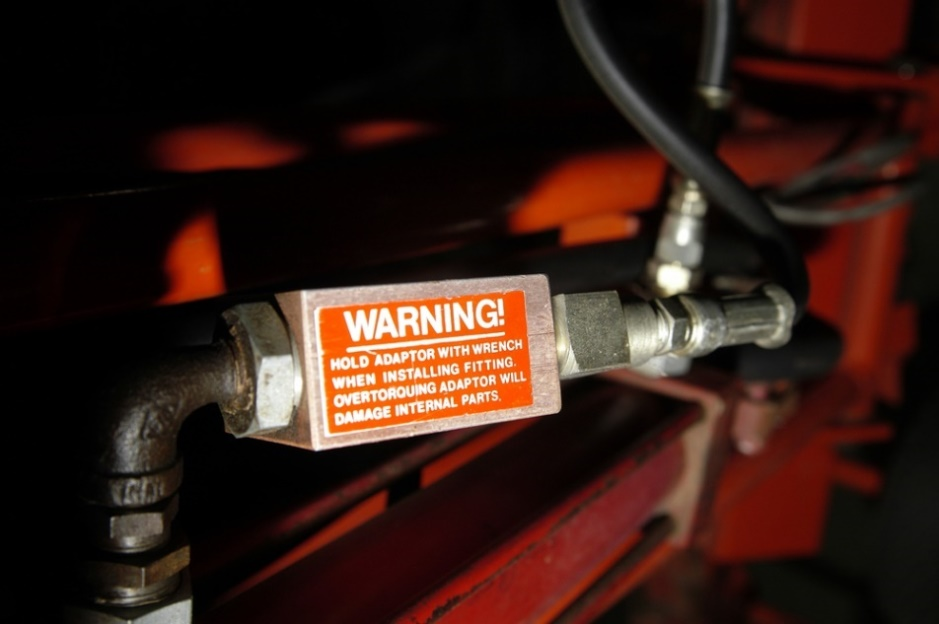 WARNING!
HOLD ADAPTOR WITH WRENCH
WHEN INSTALLING FITTING.
OVERTORQUING ADAPTOR WILL
DAMAGE INTERNAL PARTS.